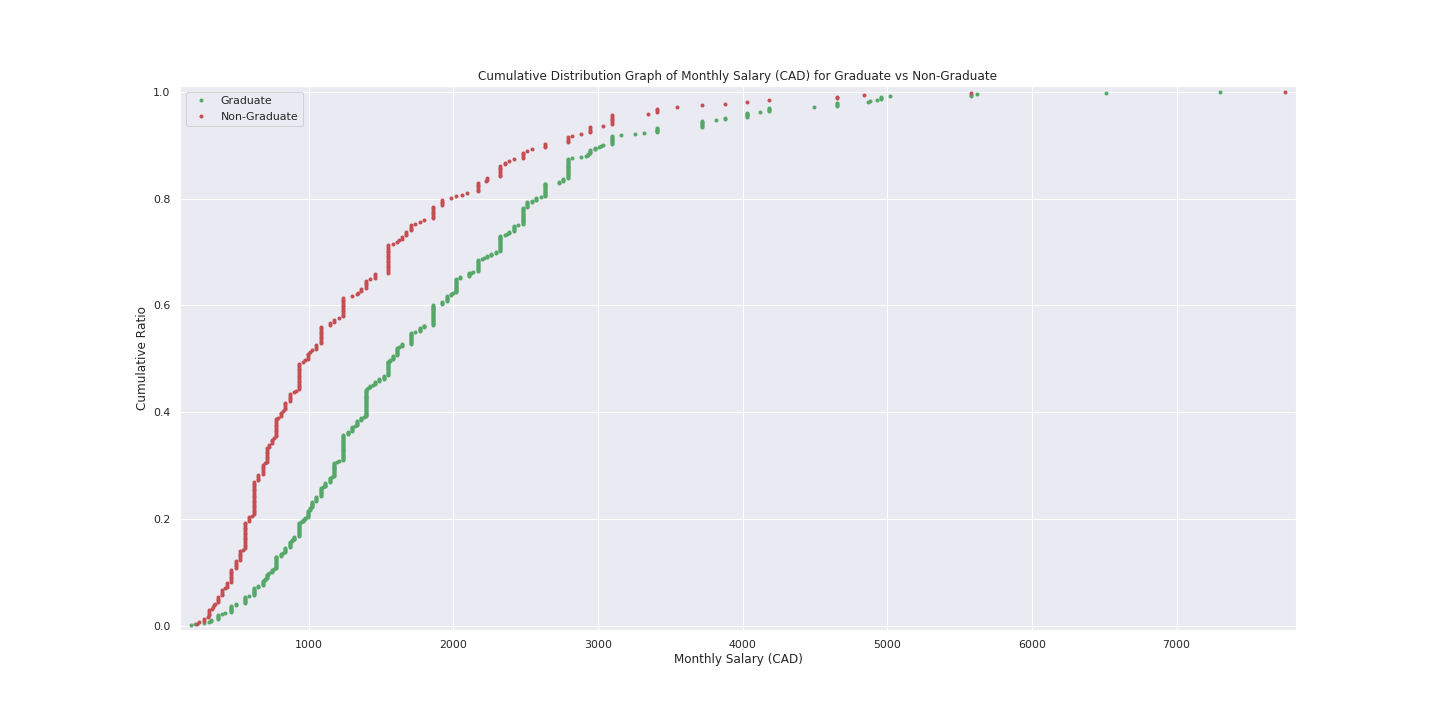 Cumulative Distribution Graph of Monthly Salary (CAD) for Graduate vs Non-Graduate
1.0
Graduate
Non-Graduate
0.8
0.6
Cumulative Ratio
0.4
0.2
0.0
1000 2000 3000 4000 5000 6000 7000
Monthly Salary (CAD)